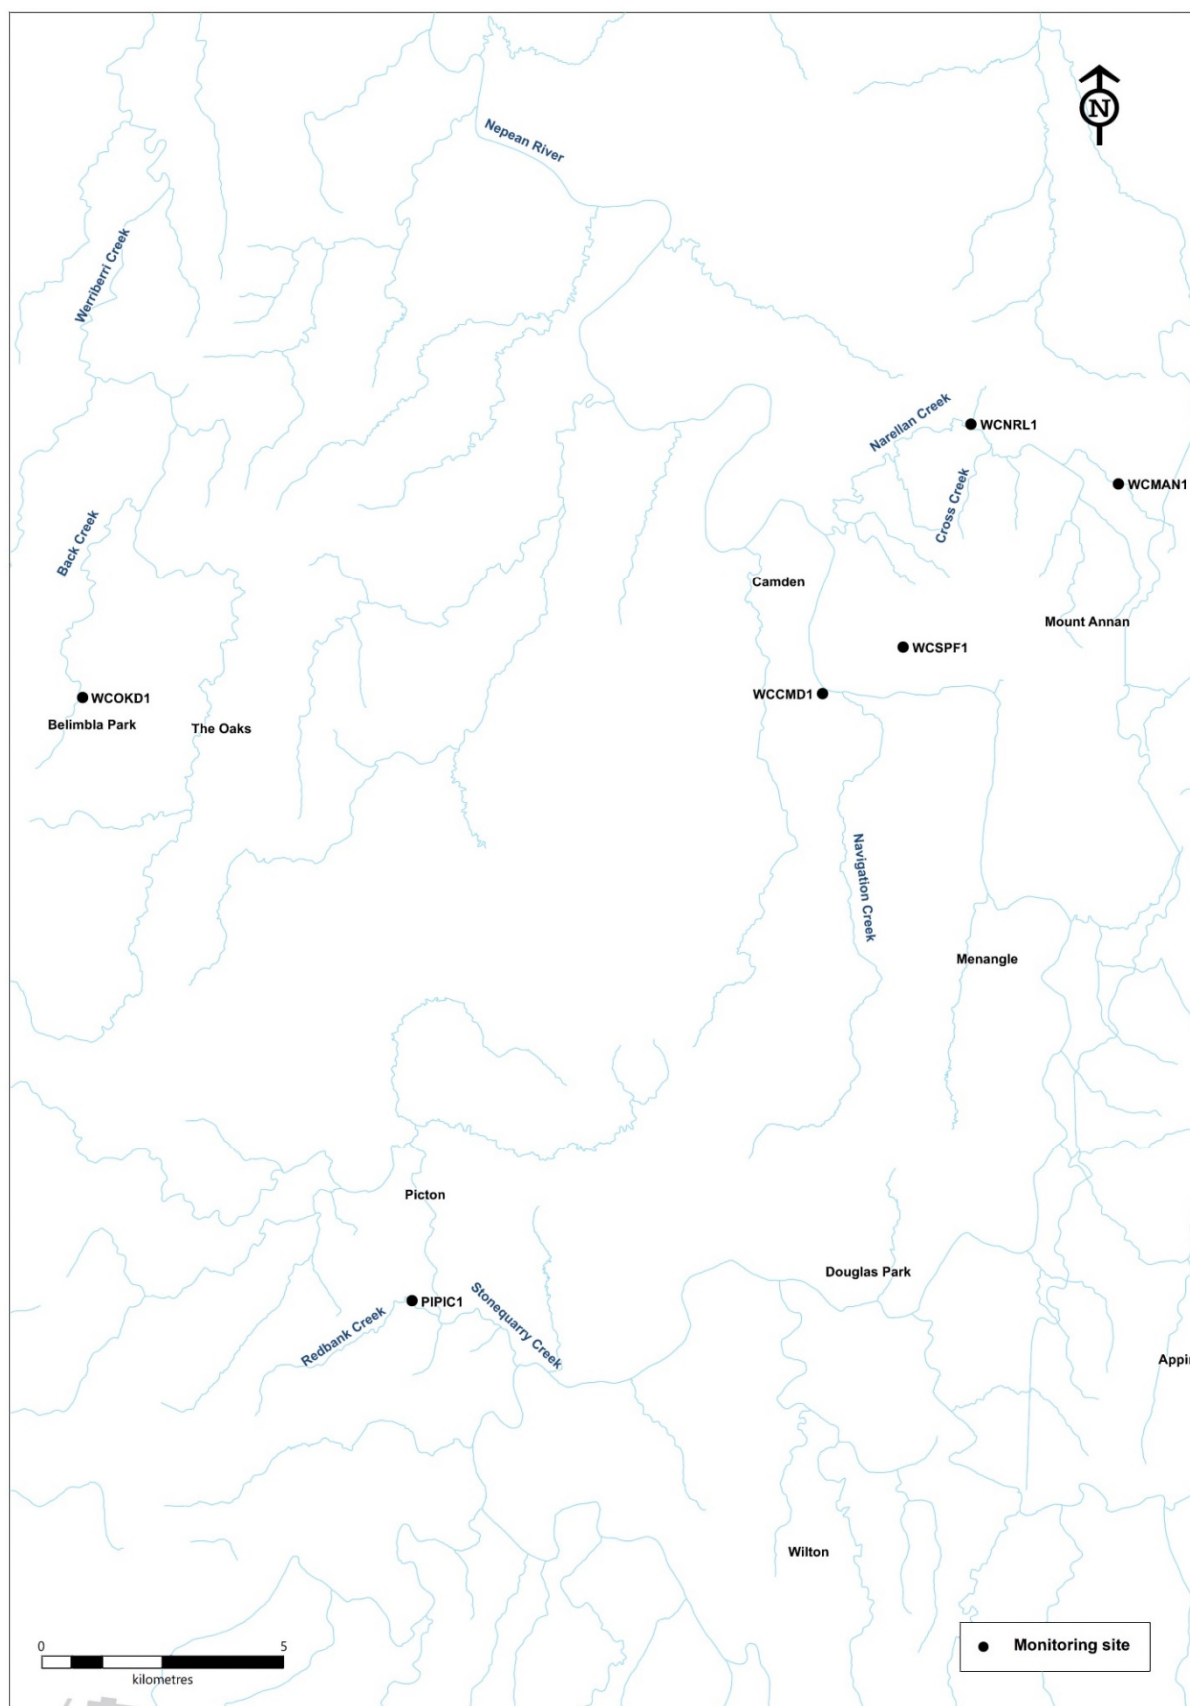 N
Nepean River
Werriberri Creek
Narellan Creek
WCNRL1
WCMAN1
Cross Creek
Back Creek
Camden
Mount Annan
WCSPF1
WCOKD1
WCCMD1
Belimbla Park
The Oaks
Navigation Creek
Menangle
Picton
Douglas Park
PIPIC1
Redbank Creek
Stonequarry Creek
Appi
Wilton
0 5
kilometres
Monitoring site